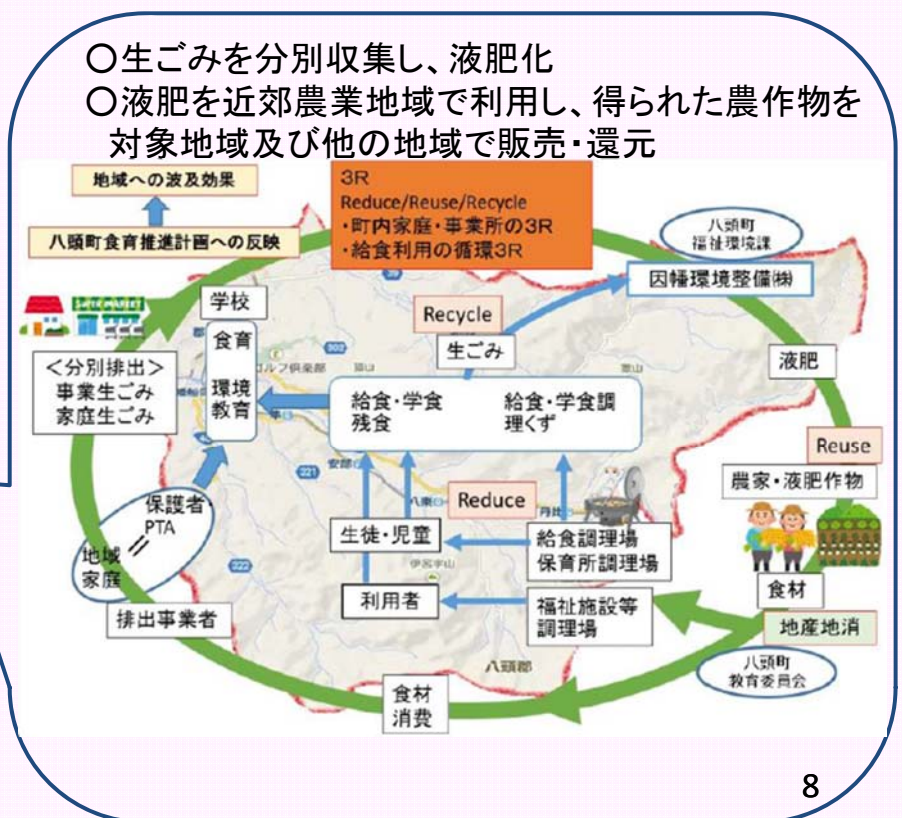 〇生ごみを分別収集し、液肥化
〇液肥を近郊農業地域で利用し、得られた農作物を
対象地域及び他の地域で販売・還元
地域への波及効果
八頭町食育推進計画への反映
3R
Reduce/Reuse/Recycle
・町内家庭・事業所の3R
・給食利用の循環3R
八頭町
福祉環境課
因幡環境整備㈱
学校
食育
環境
教育
Recycle
生ごみ
液肥
＜分別排出＞
事業生ごみ
家庭生ごみ
給食・学食
残食
給食・学食調
理くず
Reuse
農家・液肥作物
保護者・
PTA
地域
家庭
Reduce
生徒・児童
給食調理場
保育所調理場
利用者
福祉施設等
調理場
食材
地産地消
排出事業者
八頭町
教育委員会
食材
消費
八頭郡
安部
221
222
8